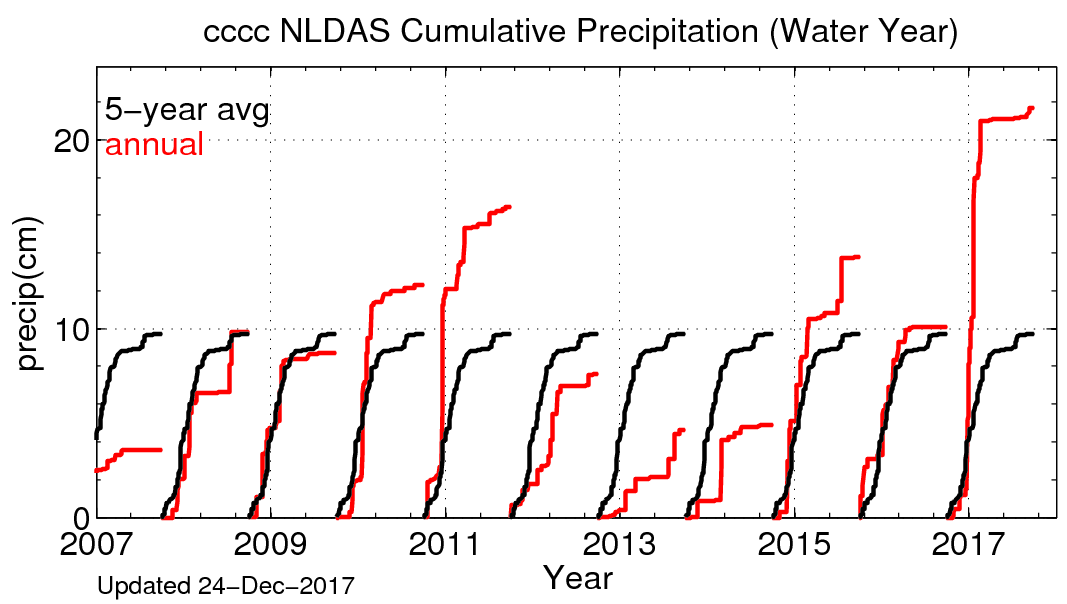 cccc NLDAS Cumulative Precipitation (Water Year)
5−year avg
annual
20
10
0
precip(cm)
2007 2009 2011 2013 2015 2017
Year
Updated 24−Dec−2017